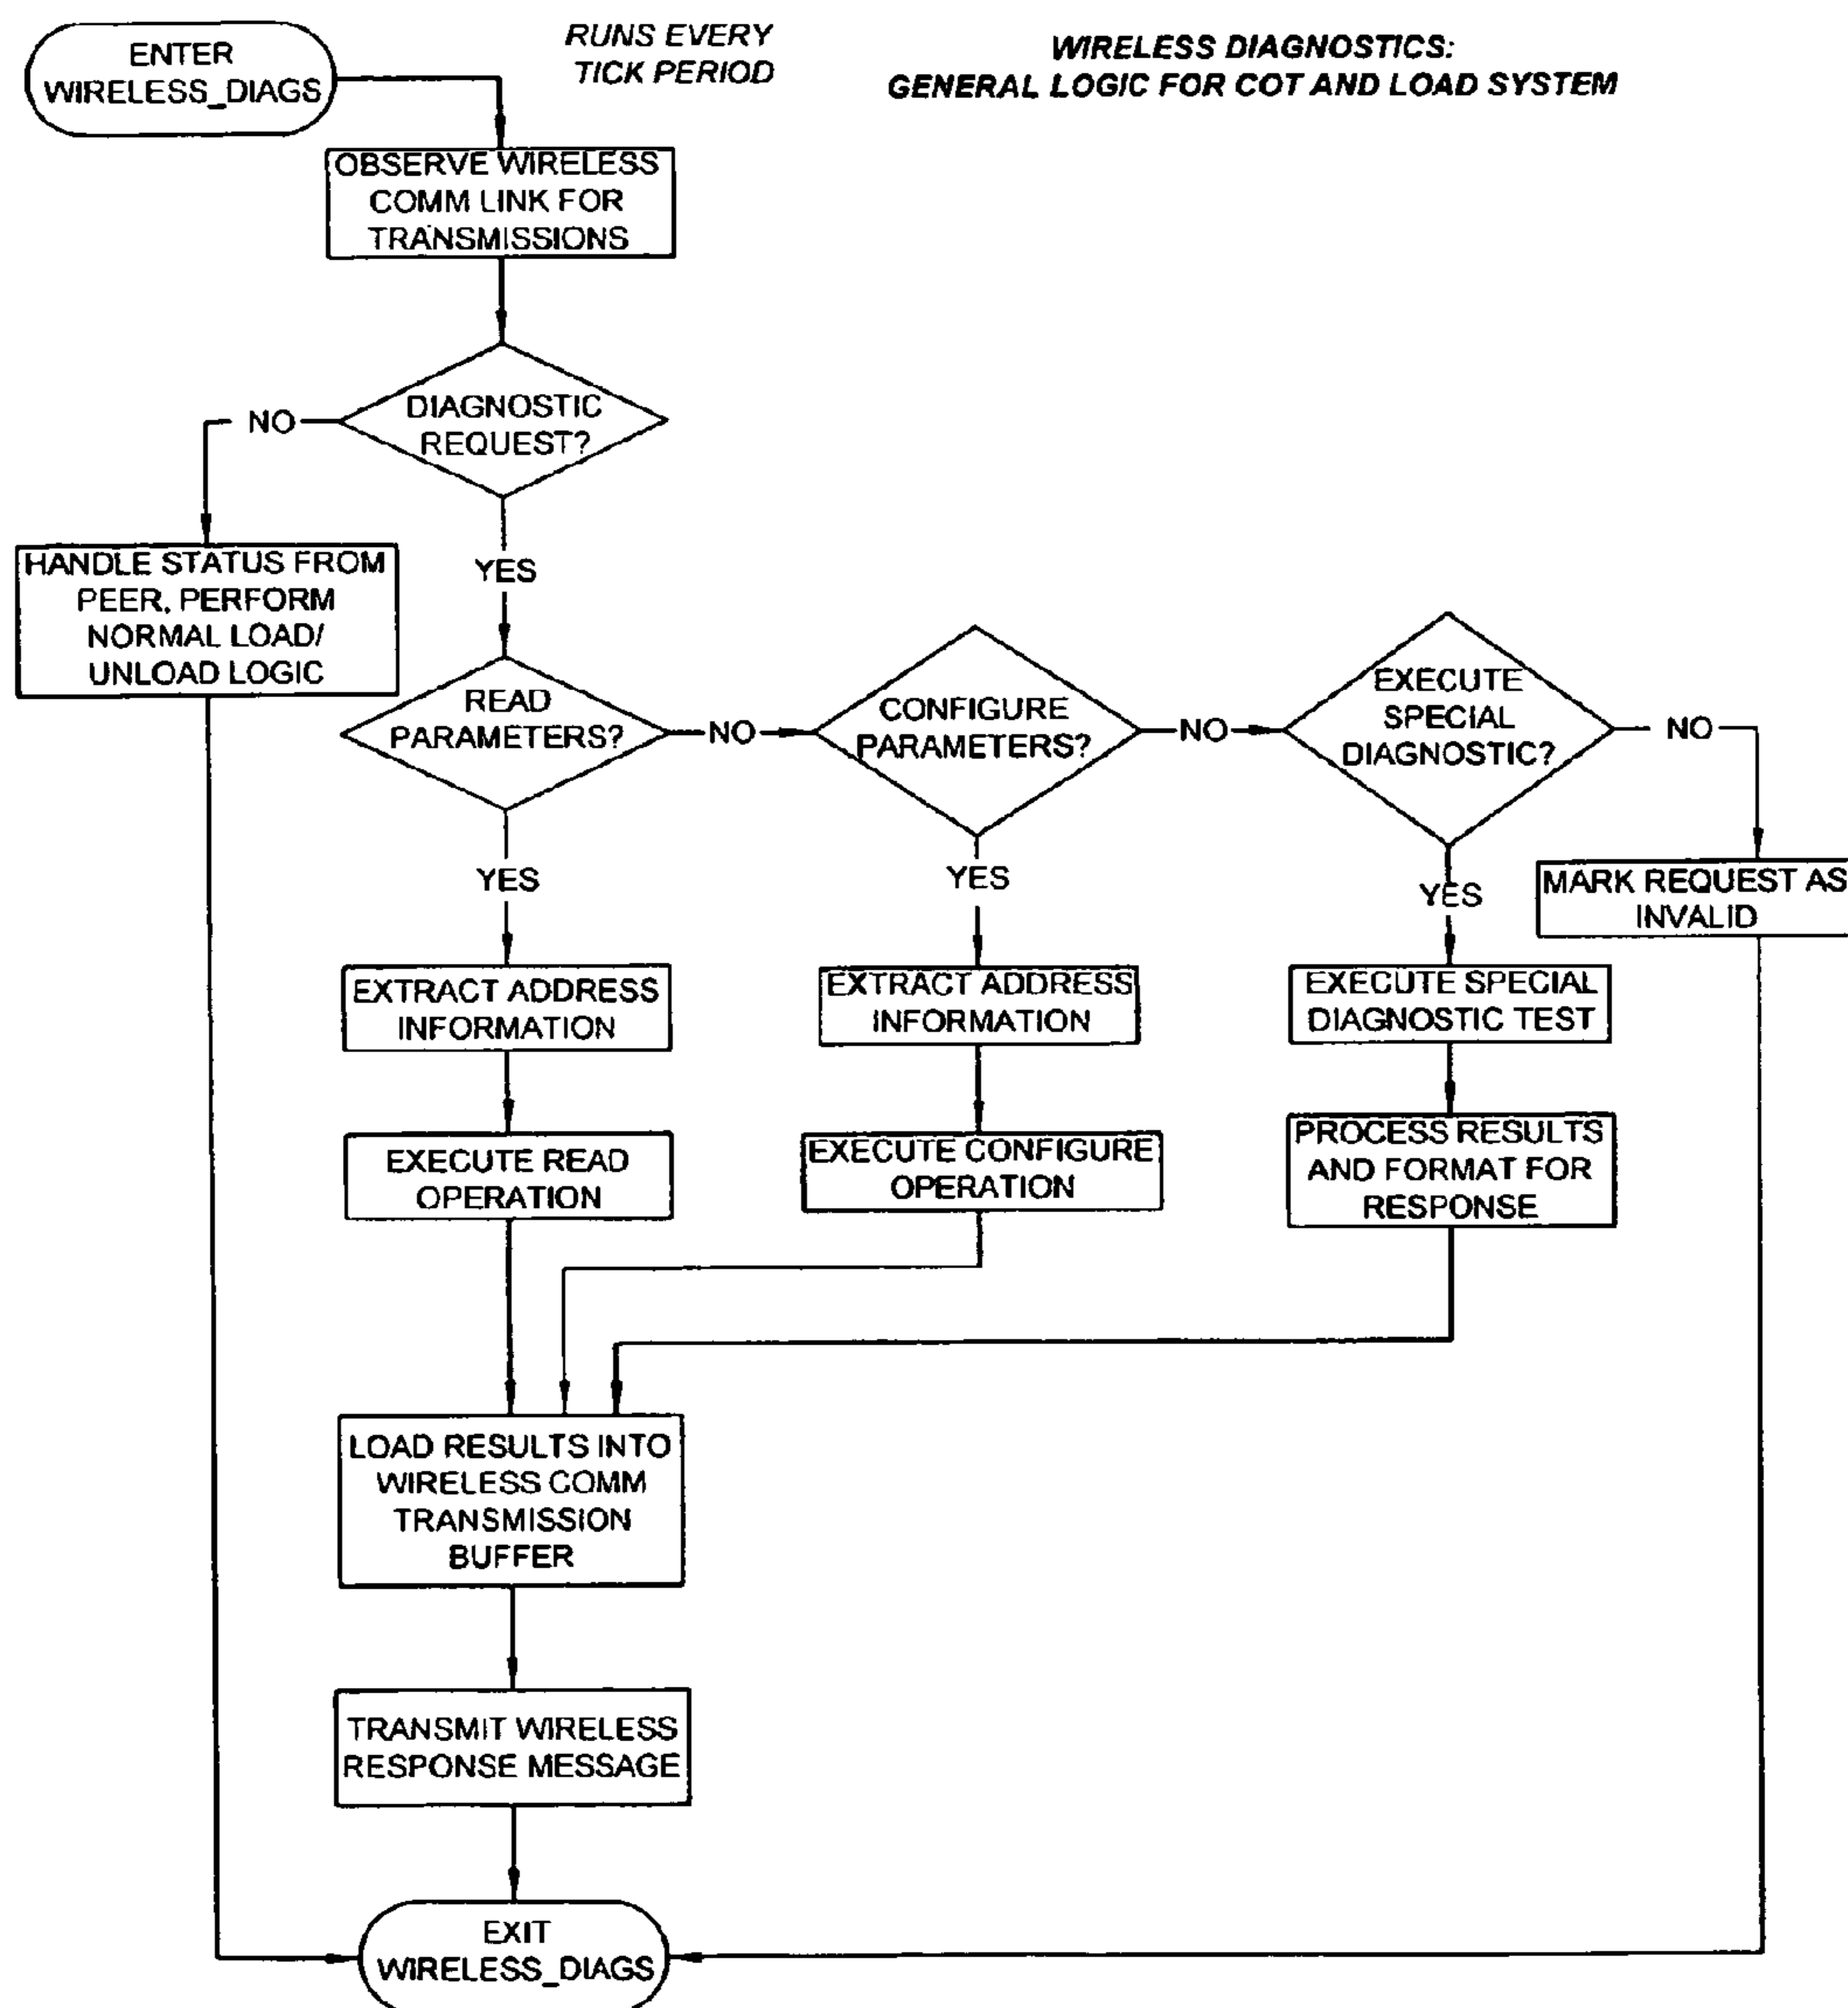 ENTER
WIRELESS_DIAGS
RUNS EVERY
TICK PERIOD
WIRELESS DIAGNOSTICS:
GENERAL LOGIC FOR COT AND LOAD SYSTEM
OBSERVE WIRELESS
COMM LINK FOR
TRANSMISSIONS
DIAGNOSTIC
REQUEST?
NO
YES
HANDLE STATUS FROM
PEER, PERFORM
NORMAL LOAD/
UNLOAD LOGIC
READ
PARAMETERS?
NO
CONFIGURE
PARAMETERS?
NO
EXECUTE
SPECIAL
DIAGNOSTIC?
NO
YES
YES
YES
MARK REQUEST AS
INVALID
EXTRACT ADDRESS
INFORMATION
EXTRACT ADDRESS
INFORMATION
EXECUTE SPECIAL
DIAGNOSTIC TEST
EXECUTE READ
OPERATION
EXECUTE CONFIGURE
OPERATION
PROCESS RESULTS
AND FORMAT FOR
RESPONSE
LOAD RESULTS INTO
WIRELESS COMM
TRANSMISSION
BUFFER
TRANSMIT WIRELESS
RESPONSE MESSAGE
EXIT
WIRELESS_DIAGS